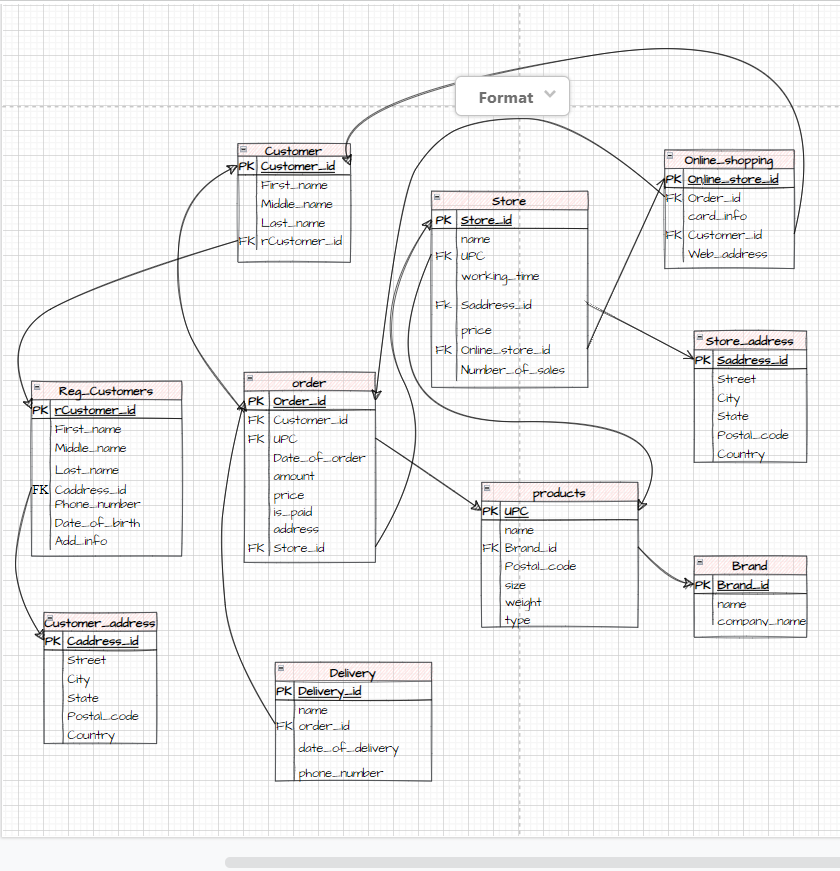 Format
Customer
PK Customer_id
First_name
Middle_name
Last_name
FK rCustomer_id
Online_shopping
PK Online_store_id
FK Order_id
card_info
FK Customer_id
Web_address
Store
PK Store_id
name
FK UPC
working_time
FK Saddress_id
price
FK Online_store_id
Number_of_sales
Store_address
PK Saddress_id
Street
City
State
Postal_code
Country
Reg_Customers
PK rCustomer_id
First_name
Middle_name
Last_name
FK Caddress_id
Phone_number
Date_of_birth
Add_info
order
PK Order_id
FK Customer_id
FK UPC
Date_of_order
amount
price
is_paid
address
FK Store_id
products
PK UPC
name
FK Brand_id
Postal_code
size
weight
type
Brand
PK Brand_id
name
company_name
Customer_address
PK Caddress_id
Street
City
State
Postal_code
Country
Delivery
PK Delivery_id
name
FK order_id
date_of_delivery
phone_number